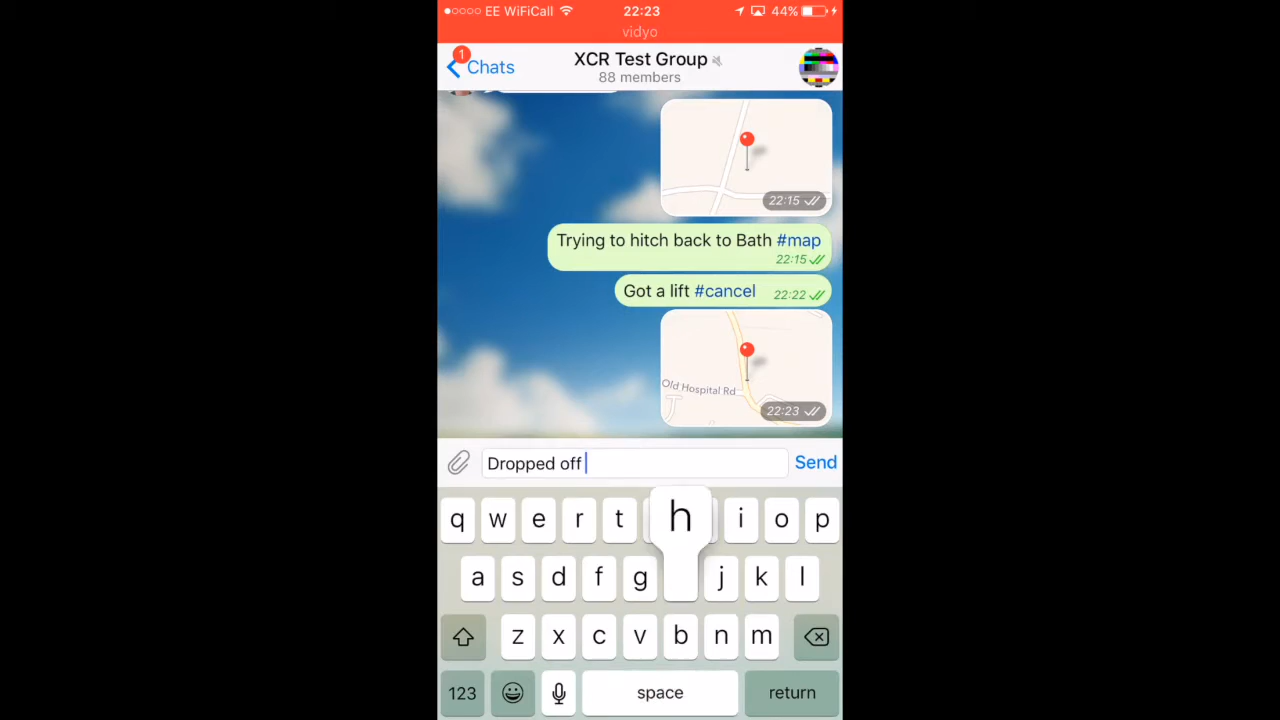 EE WiFiCall 22:23 44%
vidyo
1
Chats
XCR Test Group
88 members
22:15
Trying to hitch back to Bath #map
22:15
Got a lift #cancel 22:22
Old Hospital Rd
22:23
Dropped off
Send
q w e r t h i o p
a s d f g j k l
z x c v b n m
123 space return